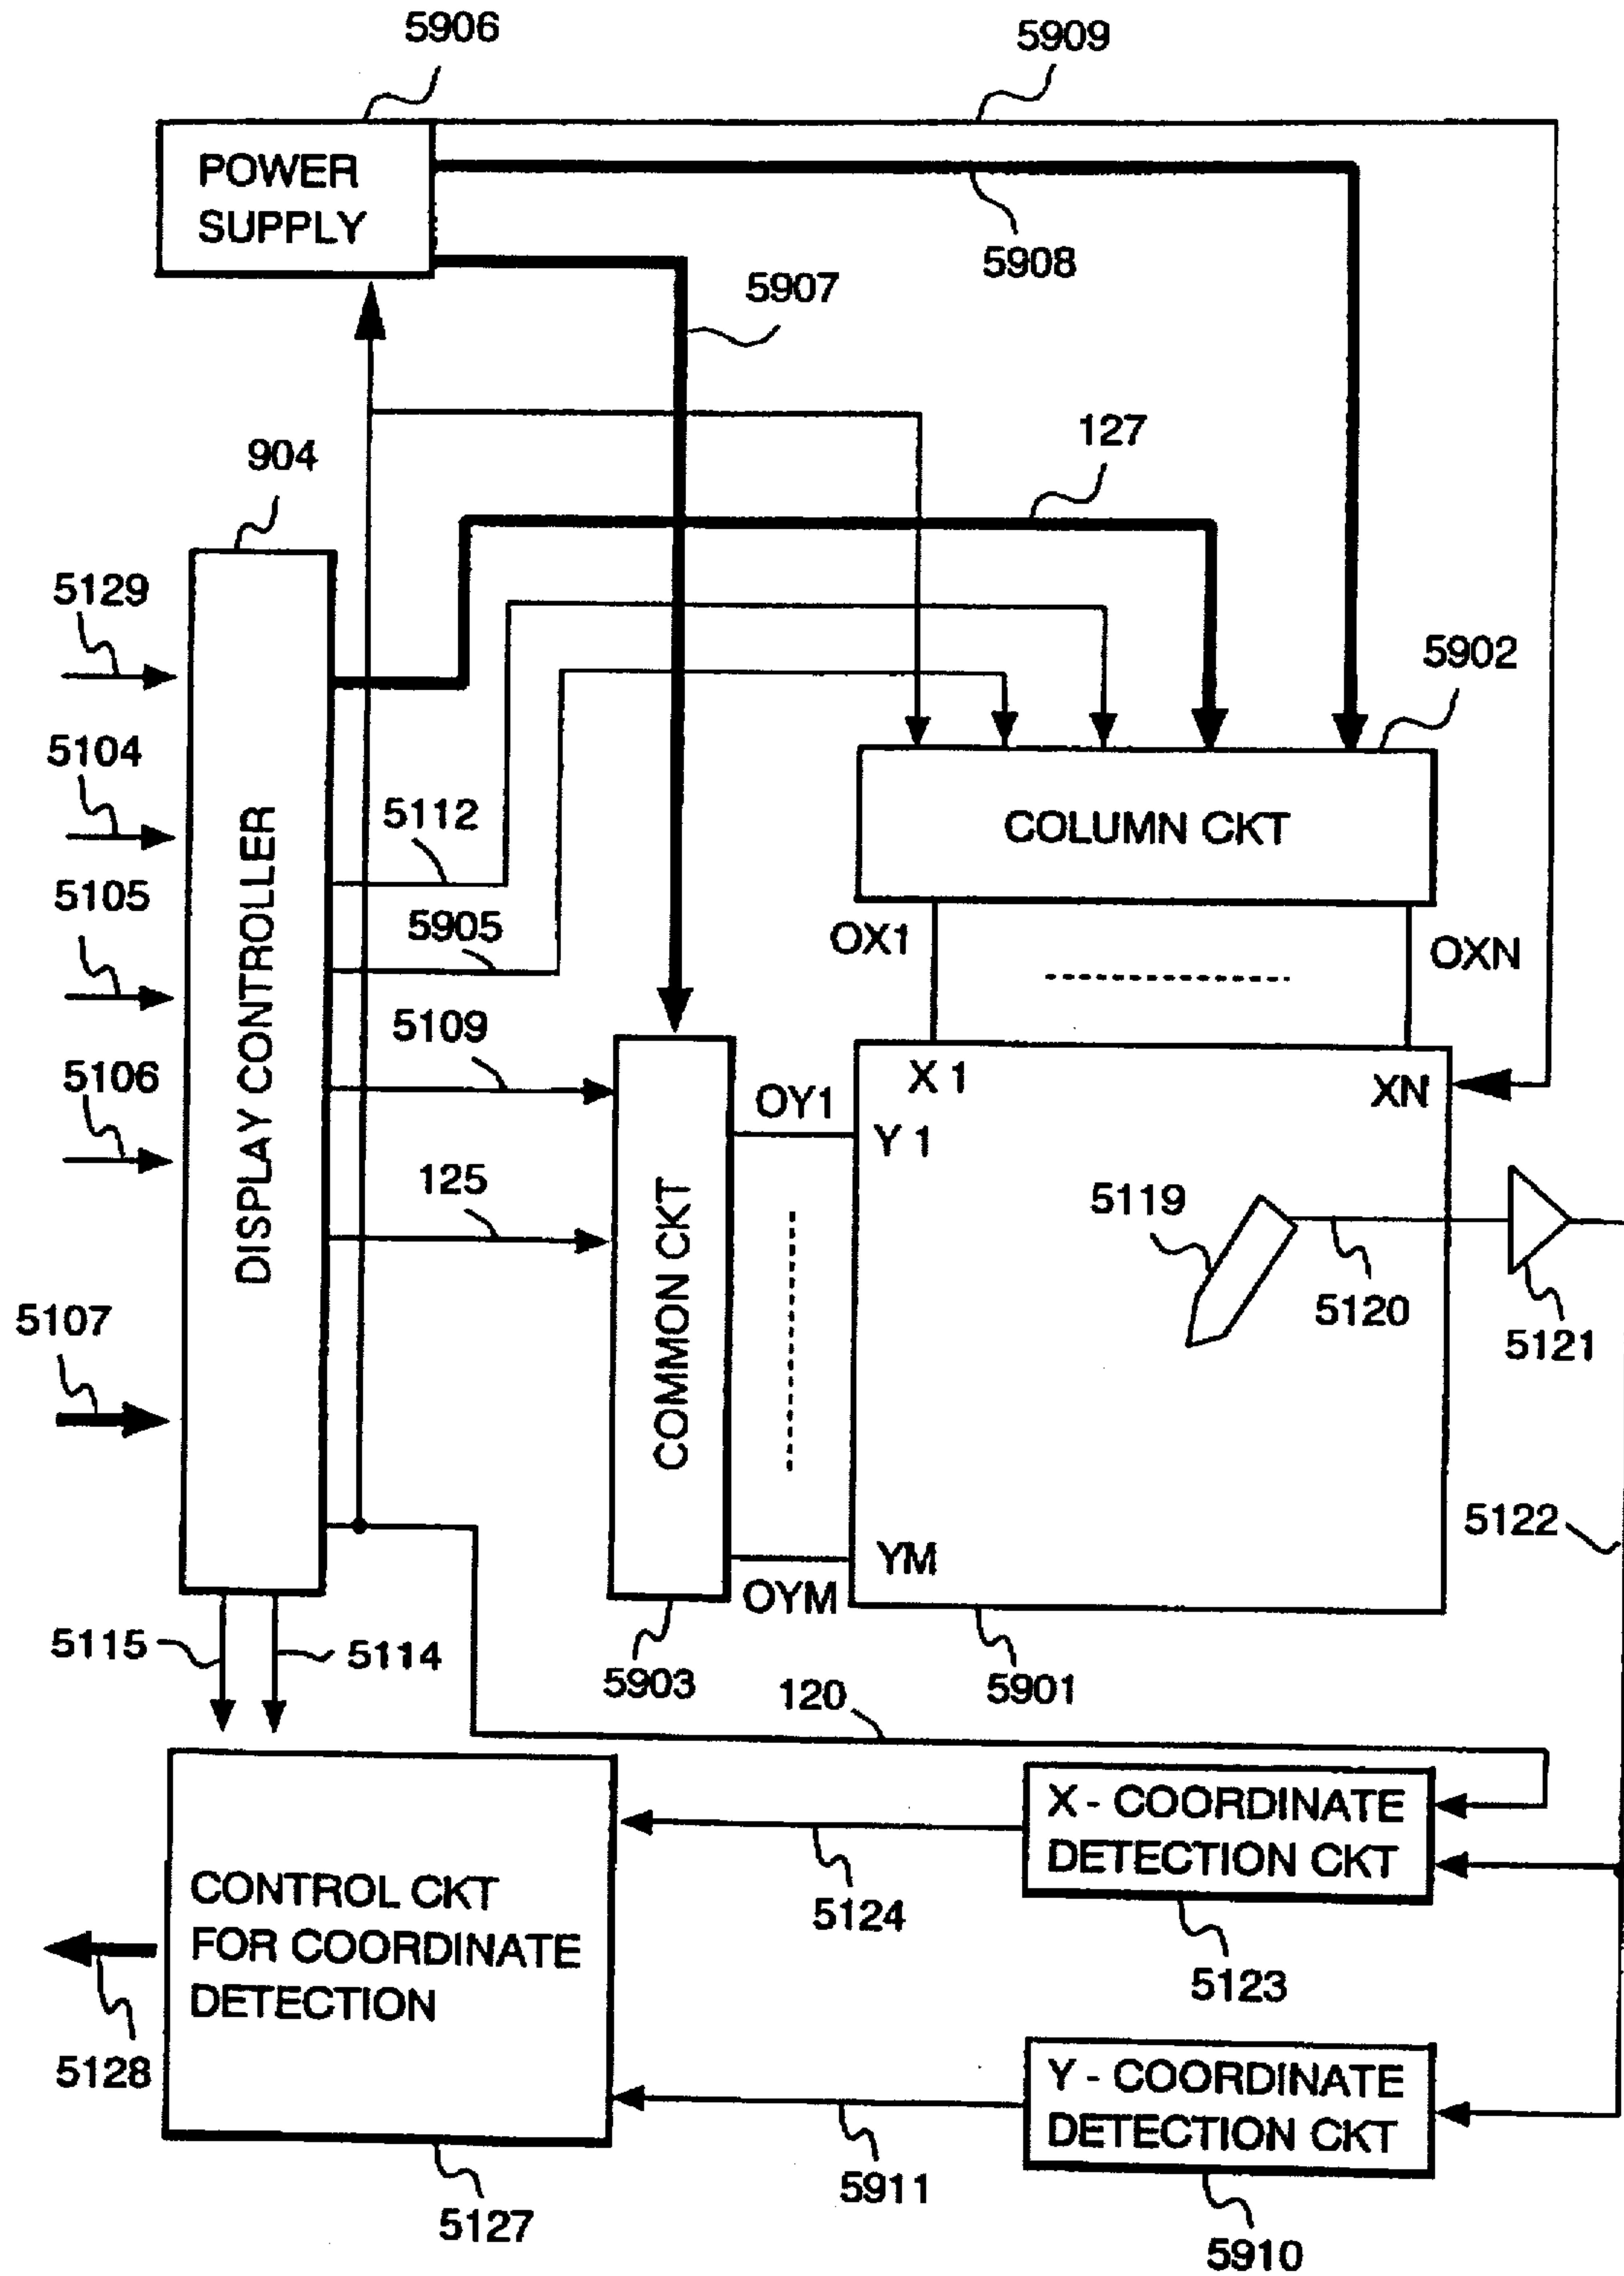 5906
5909
POWER
SUPPLY
5908
5907
127
904
5129
5902
5104
5112
COLUMN CKT
5105
DISPLAY CONTROLLER
5905
OX1
OXN
5109
5106
X 1
XN
OY1
Y 1
125
5119
COMMON CKT
5120
5121
5107
5122
YM
OYM
5115
5114
5903
5901
120
X - COORDINATE
DETECTION CKT
CONTROL CKT
FOR COORDINATE
DETECTION
5124
5123
5128
Y - COORDINATE
DETECTION CKT
5911
5127
5910